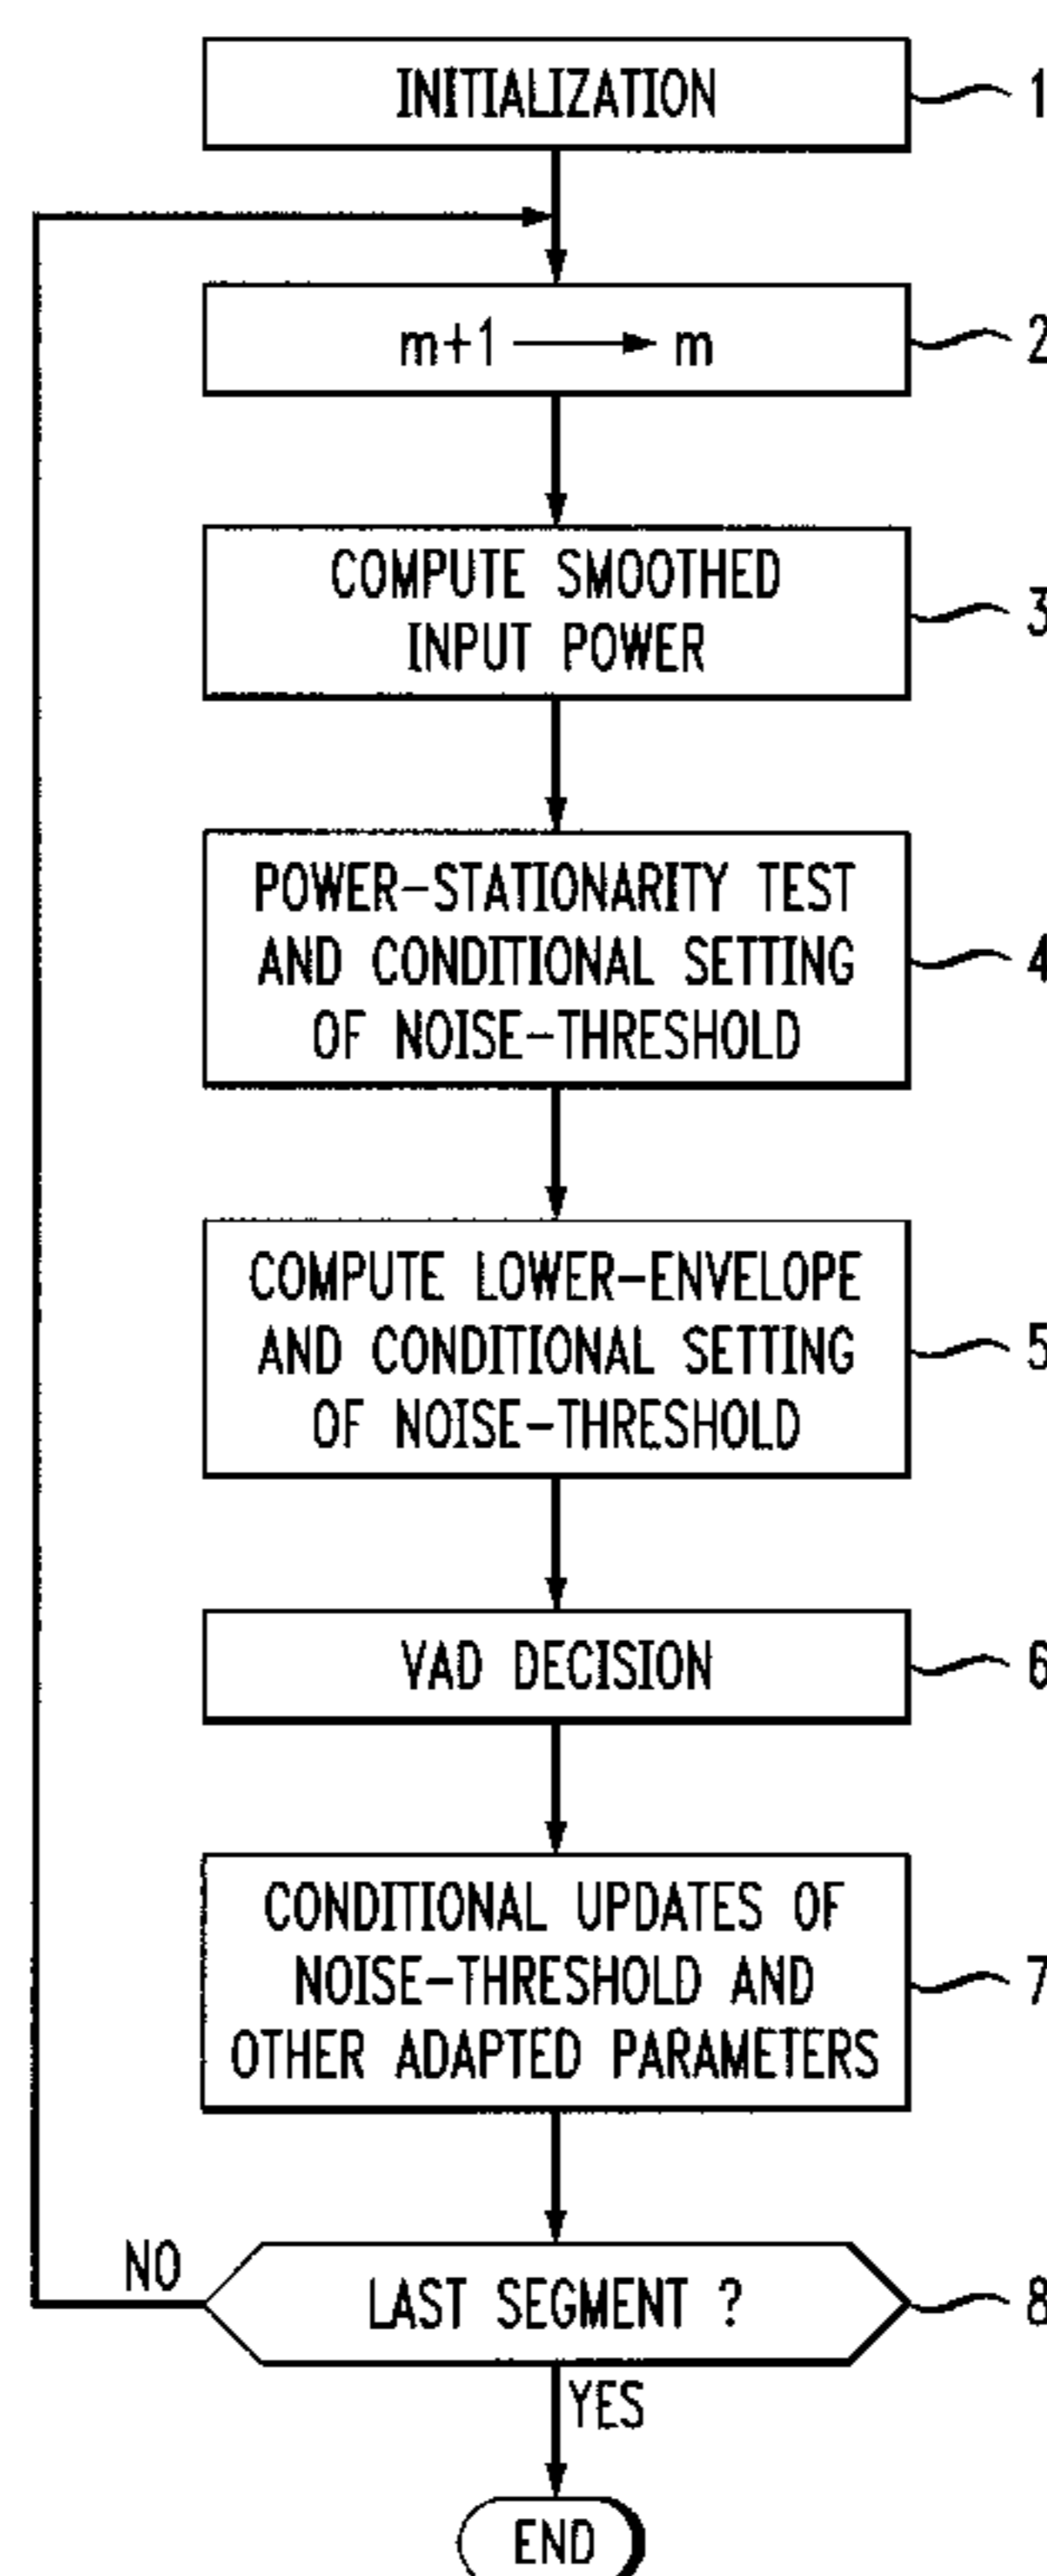 INITIALIZATION 1
m+1 → m 2
COMPUTE SMOOTHED
INPUT POWER
3
POWER-STATIONARITY TEST
AND CONDITIONAL SETTING
OF NOISE-THRESHOLD
4
COMPUTE LOWER-ENVELOPE
AND CONDITIONAL SETTING
OF NOISE-THRESHOLD
5
VAD DECISION 6
CONDITIONAL UPDATES OF
NOISE-THRESHOLD AND
OTHER ADAPTED PARAMETERS
7
NO
LAST SEGMENT ? 8
YES
END